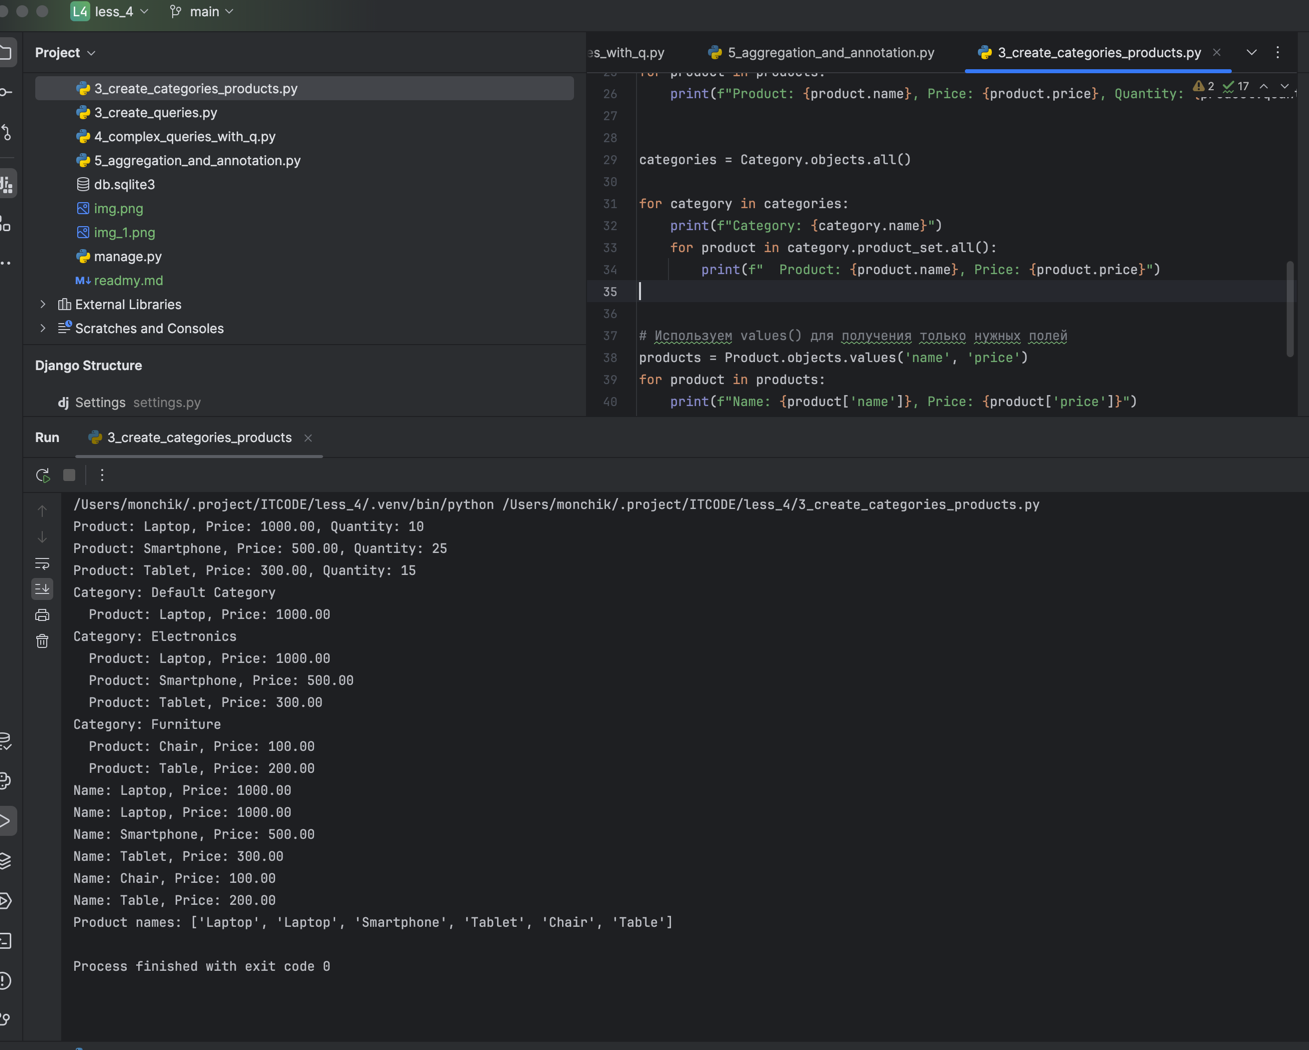 L4 less_4 main
Project
3_create_categories_products.py
3_create_queries.py
4_complex_queries_with_q.py
5_aggregation_and_annotation.py
db.sqlite3
img.png
img_1.png
manage.py
M↓ readmy.md
External Libraries
Scratches and Consoles
Django Structure
dj Settings settings.py
es_with_q.py 5_aggregation_and_annotation.py 3_create_categories_products.py
2 17
25 for product in products:
26 print(f"Product: {product.name}, Price: {product.price}, Quantity: {product.quant
27
28
29 categories = Category.objects.all()
30
31 for category in categories:
32 print(f"Category: {category.name}")
33 for product in category.product_set.all():
34 print(f"  Product: {product.name}, Price: {product.price}")
35
36
37 # Используем values() для получения только нужных полей
38 products = Product.objects.values('name', 'price')
39 for product in products:
40 print(f"Name: {product['name']}, Price: {product['price']}")
Run 3_create_categories_products
/Users/monchik/.project/ITCODE/less_4/.venv/bin/python /Users/monchik/.project/ITCODE/less_4/3_create_categories_products.py
Product: Laptop, Price: 1000.00, Quantity: 10
Product: Smartphone, Price: 500.00, Quantity: 25
Product: Tablet, Price: 300.00, Quantity: 15
Category: Default Category
  Product: Laptop, Price: 1000.00
Category: Electronics
  Product: Laptop, Price: 1000.00
  Product: Smartphone, Price: 500.00
  Product: Tablet, Price: 300.00
Category: Furniture
  Product: Chair, Price: 100.00
  Product: Table, Price: 200.00
Name: Laptop, Price: 1000.00
Name: Laptop, Price: 1000.00
Name: Smartphone, Price: 500.00
Name: Tablet, Price: 300.00
Name: Chair, Price: 100.00
Name: Table, Price: 200.00
Product names: ['Laptop', 'Laptop', 'Smartphone', 'Tablet', 'Chair', 'Table']
Process finished with exit code 0